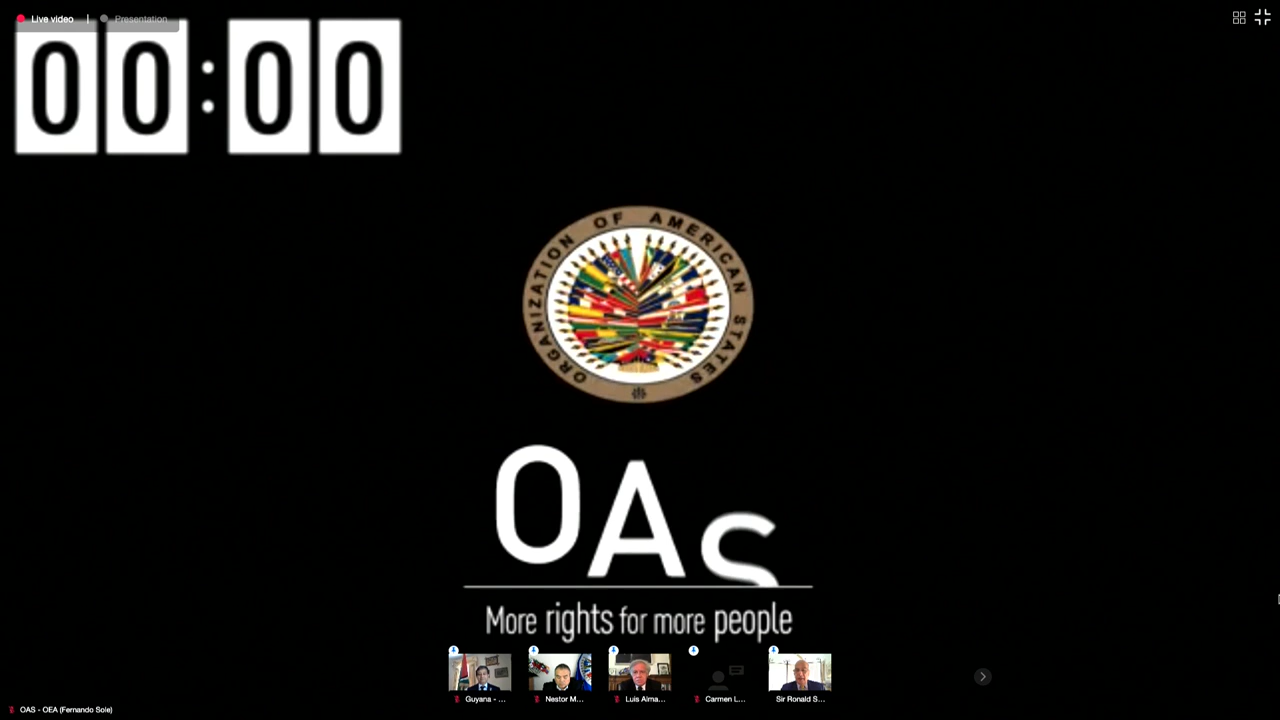 Live video | Presentation
00:00
ORGANIZATION OF AMERICAN STATES
OAS
More rights for more people
Guyana - ...
Nestor M...
Luis Alma...
Carmen L...
Sir Ronald S...
OAS - OEA (Fernando Sole)